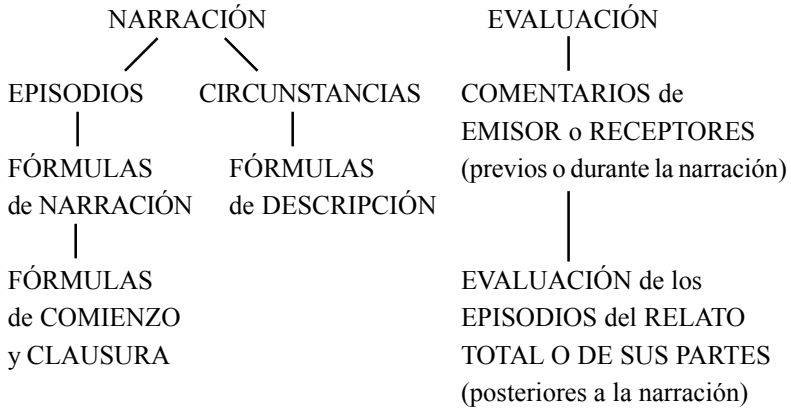 NARRACIÓN
EPISODIOS CIRCUNSTANCIAS
FÓRMULAS
de NARRACIÓN
FÓRMULAS
de DESCRIPCIÓN
FÓRMULAS
de COMIENZO
y CLAUSURA
EVALUACIÓN
COMENTARIOS de
EMISOR o RECEPTORES
(previos o durante la narración)
EVALUACIÓN de los
EPISODIOS del RELATO
TOTAL O DE SUS PARTES
(posteriores a la narración)